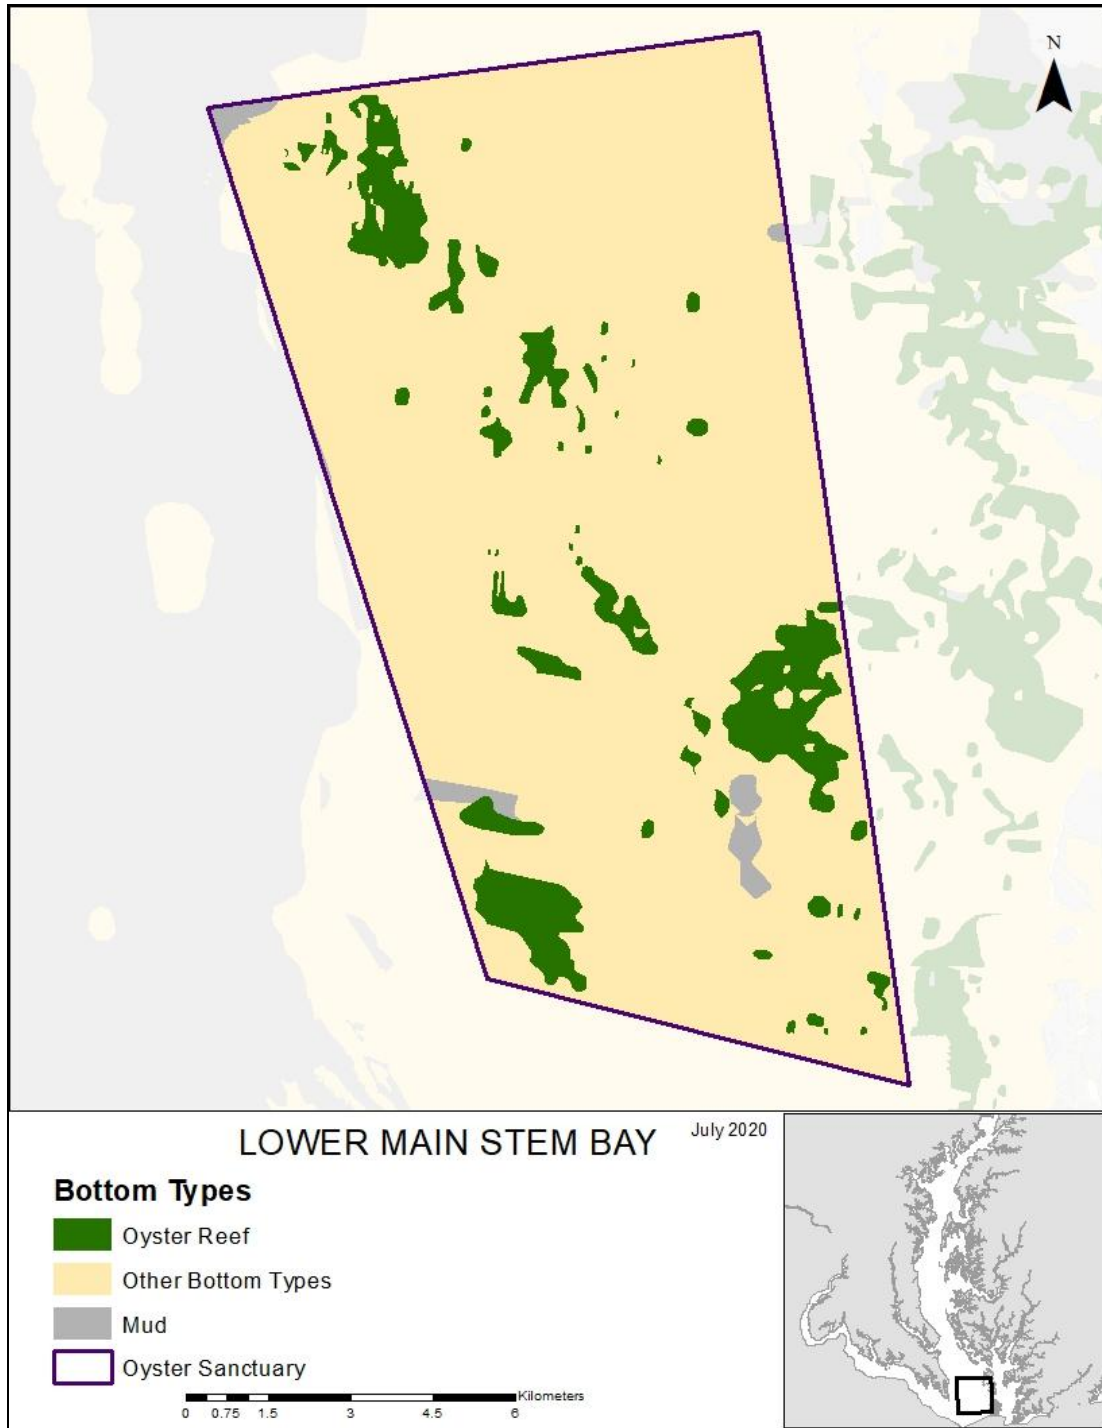 N
LOWER MAIN STEM BAY
July 2020
Bottom Types
Oyster Reef
Other Bottom Types
Mud
Oyster Sanctuary
Kilometers
0 0.75 1.5 3 4.5 6